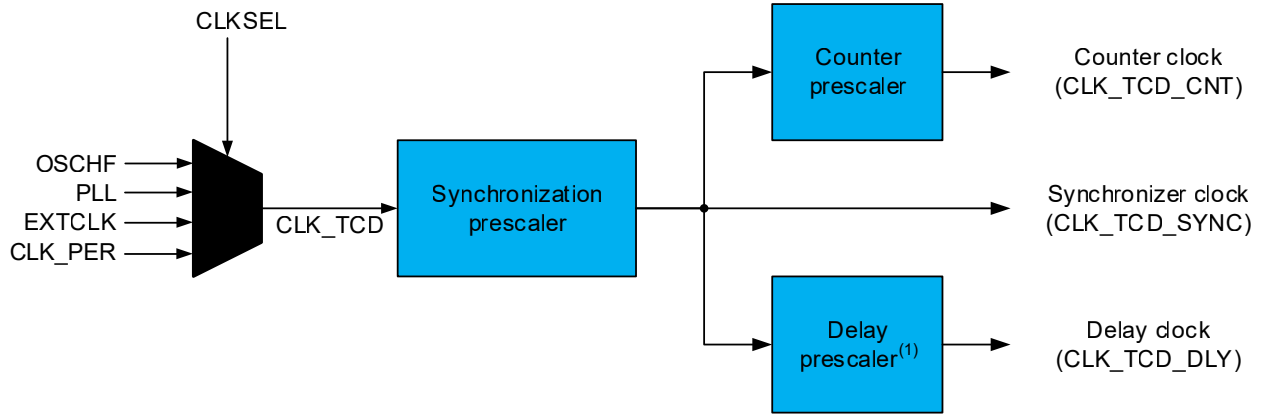 CLKSEL
OSCHF
PLL
EXTCLK
CLK_PER
CLK_TCD
Synchronization
prescaler
Counter
prescaler
Counter clock
(CLK_TCD_CNT)
Synchronizer clock
(CLK_TCD_SYNC)
Delay
prescaler(1)
Delay clock
(CLK_TCD_DLY)